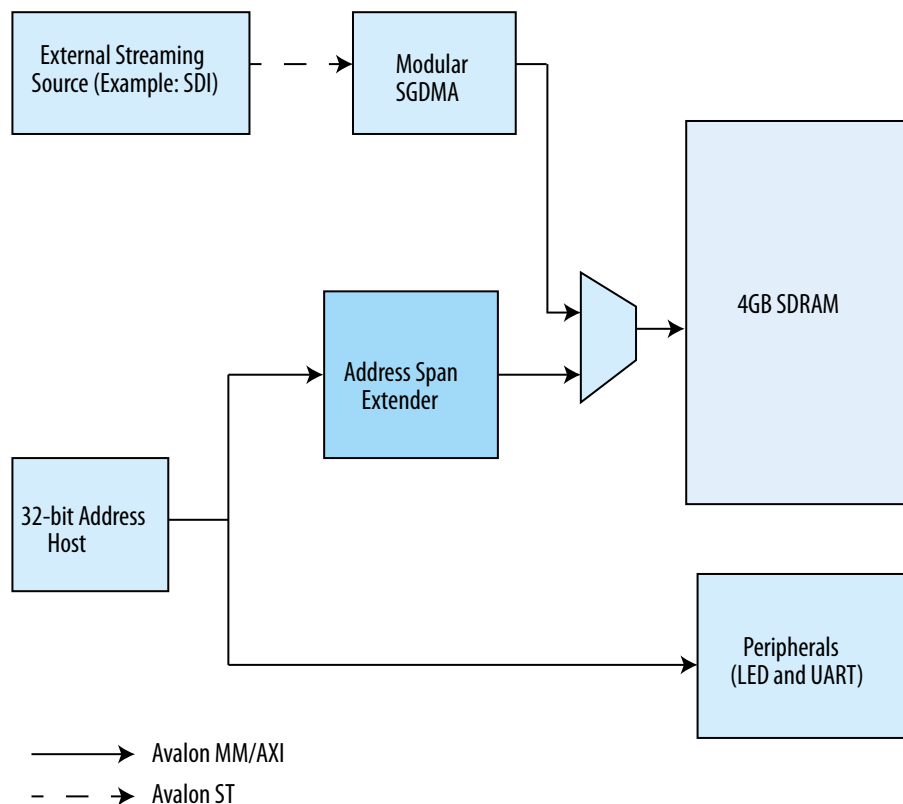 External Streaming
Source (Example: SDI)
Modular
SGDMA
4GB SDRAM
Address Span
Extender
32-bit Address
Host
Peripherals
(LED and UART)
Avalon MM/AXI
Avalon ST